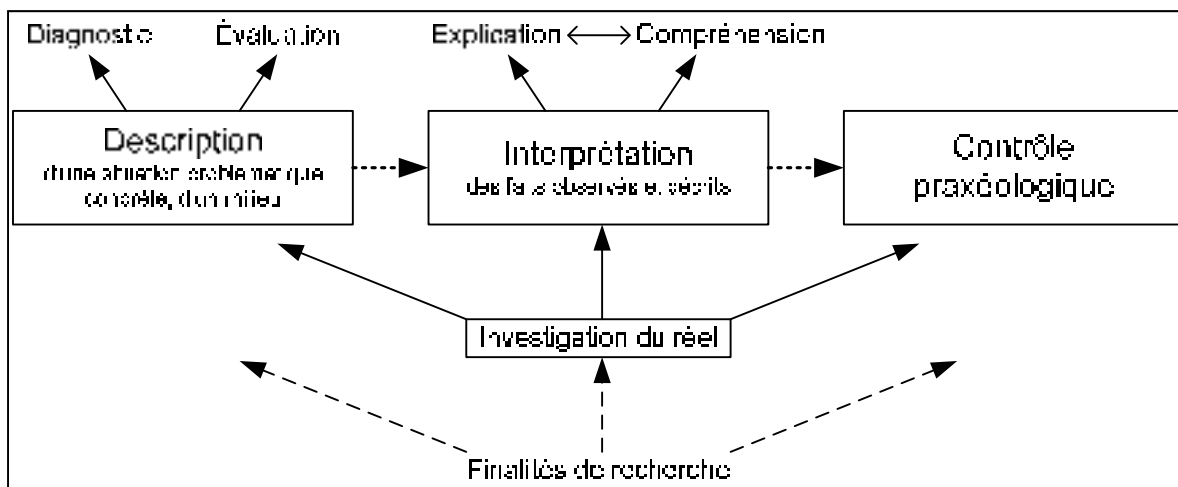 Diagnostic Évaluation Explication Compréhension
Description
d'une situation problématique
concrète, d'un milieu
Interprétation
des faits observés et décrits
Contrôle
praxéologique
Investigation du réel
Finalités de recherche